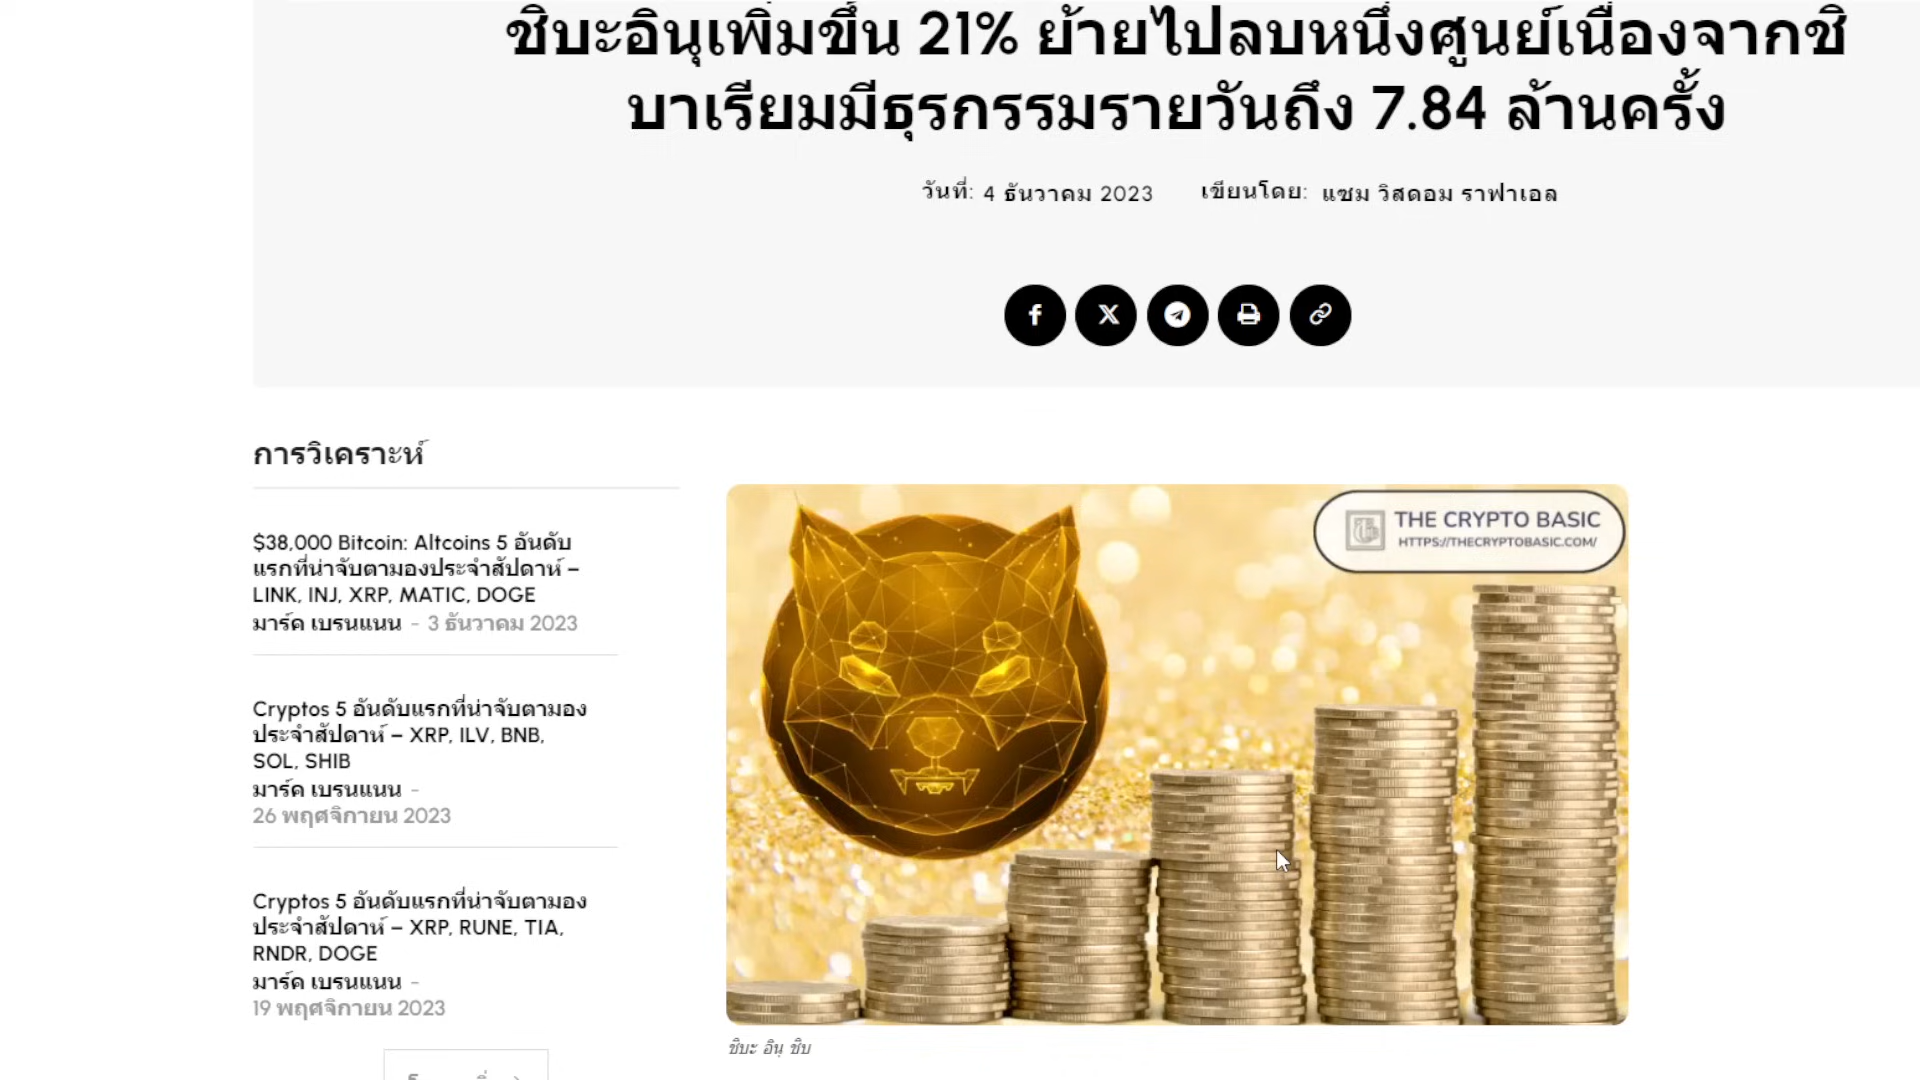 ชิบะอินุเพิ่มขึ้น 21% ย้ายไปลบหนึ่งศูนย์เนื่องจากชิ
บาเรียมมีธุรกรรมรายวันถึง 7.84 ล้านครั้ง
วันที่: 4 ธันวาคม 2023 เขียนโดย: แซม วิสดอม ราฟาเอล
การวิเคราะห์
$38,000 Bitcoin: Altcoins 5 อันดับ
แรกที่น่าจับตามองประจำสัปดาห์ –
LINK, INJ, XRP, MATIC, DOGE
มาร์ค เบรนแนน - 3 ธันวาคม 2023
Cryptos 5 อันดับแรกที่น่าจับตามอง
ประจำสัปดาห์ – XRP, ILV, BNB,
SOL, SHIB
มาร์ค เบรนแนน -
26 พฤศจิกายน 2023
Cryptos 5 อันดับแรกที่น่าจับตามอง
ประจำสัปดาห์ – XRP, RUNE, TIA,
RNDR, DOGE
มาร์ค เบรนแนน -
19 พฤศจิกายน 2023
THE CRYPTO BASIC
HTTPS://THECRYPTOBASIC.COM/
ชิบะ อินุ ชิบ